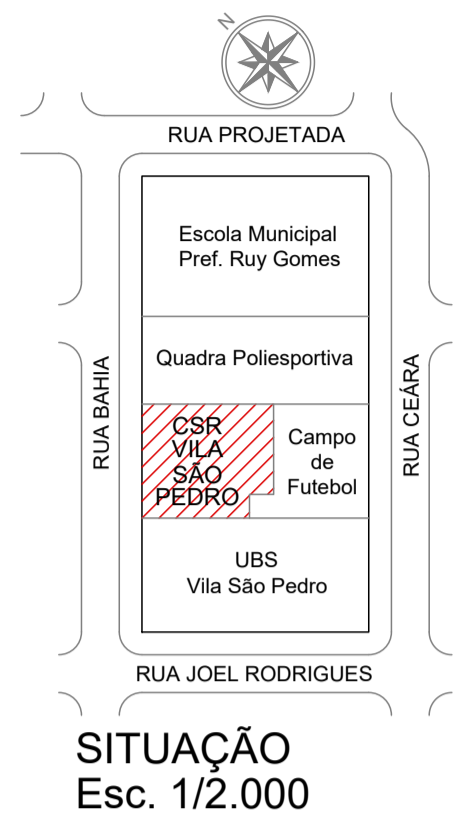 N
RUA PROJETADA
Escola Municipal
Pref. Ruy Gomes
Quadra Poliesportiva
RUA BAHIA
RUA CEÁRA
CSR
VILA
SÃO
PEDRO
Campo
de
Futebol
UBS
Vila São Pedro
RUA JOEL RODRIGUES
SITUAÇÃO
Esc. 1/2.000